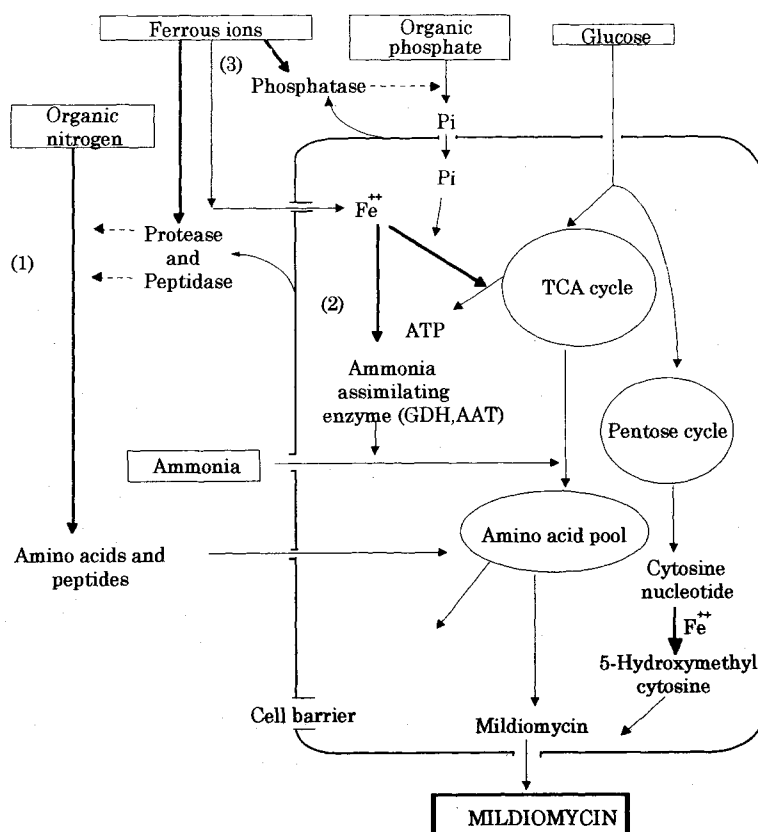 Ferrous ions
Organic
phosphate
Glucose
(3)
Phosphatase
Organic
nitrogen
Pi
Pi
Fe++
Protease
and
Peptidase
(1)
(2)
TCA cycle
ATP
Ammonia
assimilating
enzyme (GDH,AAT)
Pentose cycle
Ammonia
Amino acid pool
Amino acids and
peptides
Cytosine
nucleotide
Fe++
5-Hydroxymethyl
cytosine
Cell barrier
Mildiomycin
MILDIOMYCIN